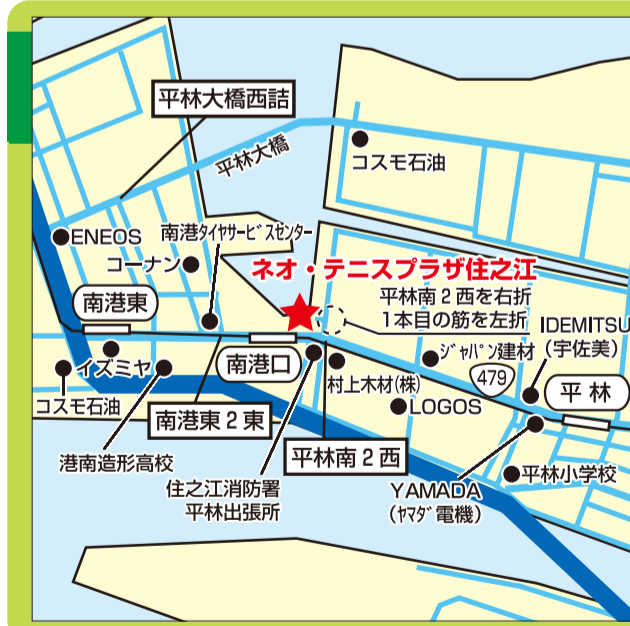 平林大橋西詰
平林大橋
コスモ石油
ENEOS
南港タイヤサービスセンター
コーナン
ネオ・テニスプラザ住之江
平林南2西を右折
1本目の筋を左折
IDEMITSU
(宇佐美)
南港東
南港口
ジャパン建材
479
平林
イズミヤ
村上木材(株)
コスモ石油
LOGOS
南港東2東
平林南2西
港南造形高校
住之江消防署
平林出張所
YAMADA
(ヤマダ電機)
平林小学校